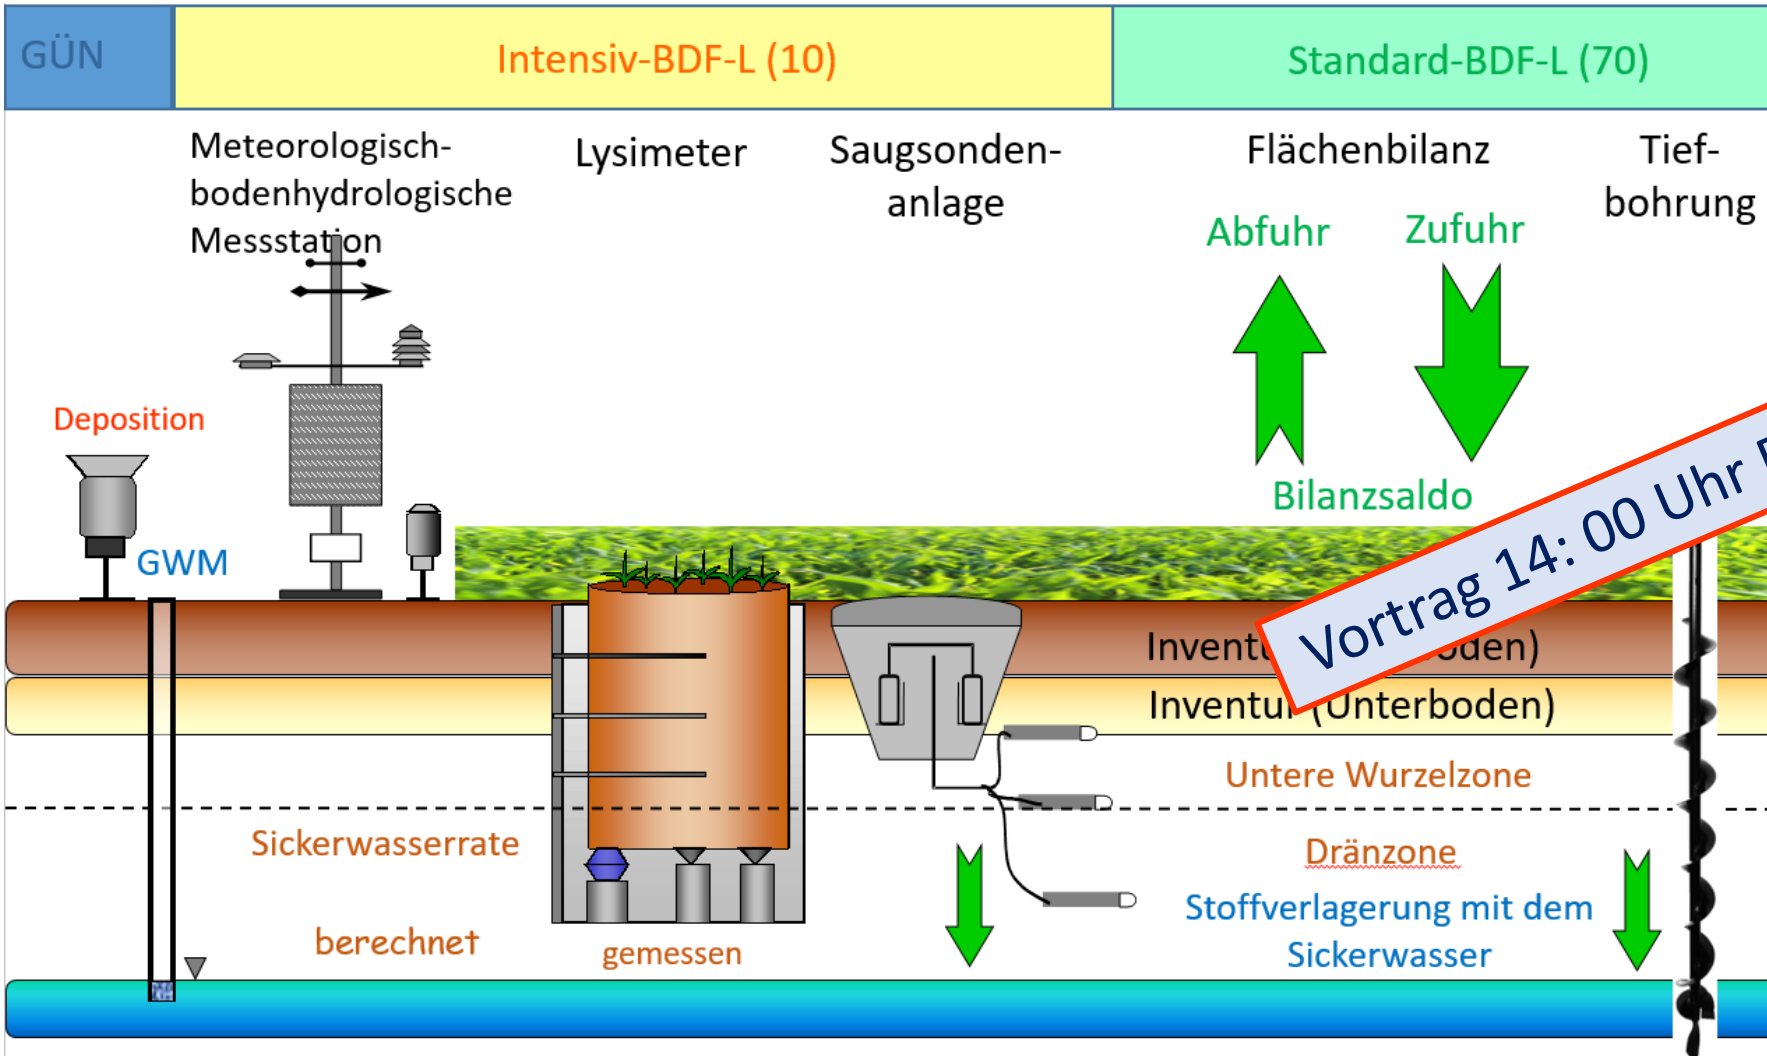 GÜN
Intensiv-BDF-L (10)
Standard-BDF-L (70)
Meteorologisch-
bodenhydrologische
Messstation
Lysimeter
Saugsonden-
anlage
Flächenbilanz
Tief-
bohrung
Abfuhr
Zufuhr
Deposition
Bilanzsaldo
GWM
Vortrag 14: 00 Uhr
Inventur (Unterboden)
Untere Wurzelzone
Sickerwasserrate
Dränzone
Stoffverlagerung mit dem
Sickerwasser
berechnet
gemessen